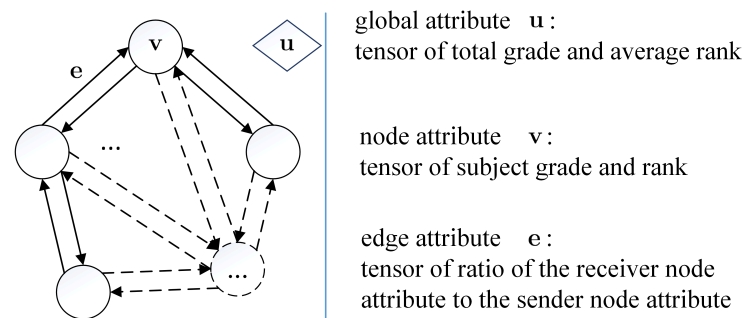 v
u
e
...
...
global attribute u :
tensor of total grade and average rank
node attribute v :
tensor of subject grade and rank
edge attribute e :
tensor of ratio of the receiver node
attribute to the sender node attribute